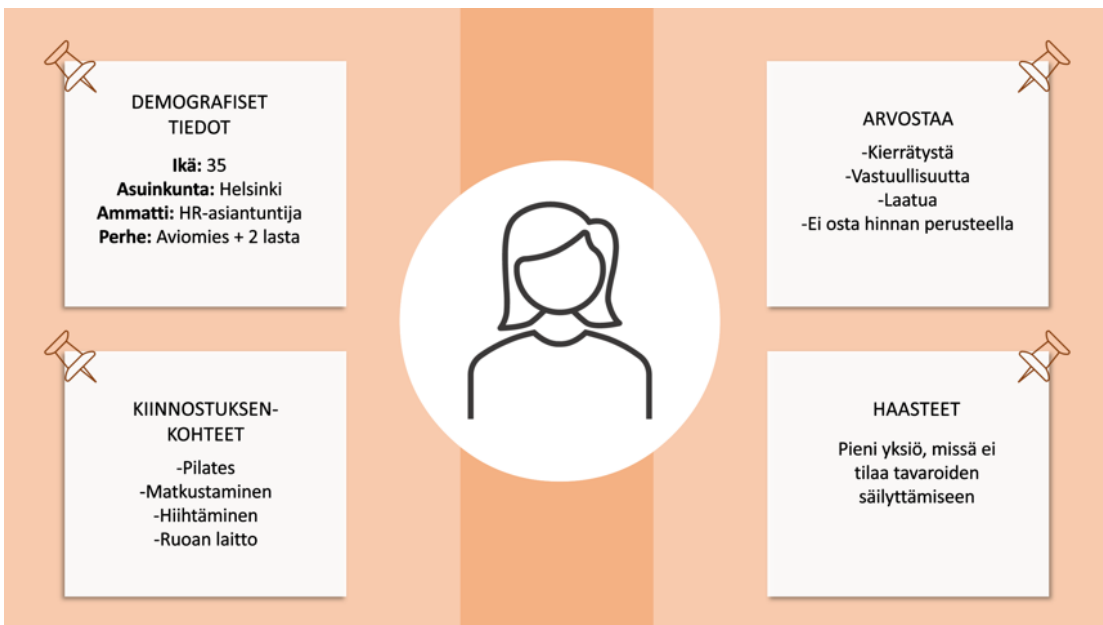 DEMOGRAFISET
TIEDOT
Ikä: 35
Asuinkunta: Helsinki
Ammatti: HR-asiantuntija
Perhe: Aviomies + 2 lasta
KIINNOSTUKSEN-
KOHTEET
-Pilates
-Matkustaminen
-Hiihtäminen
-Ruoan laitto
ARVOSTAA
-Kierrätystä
-Vastuullisuutta
-Laatua
-Ei osta hinnan perusteella
HAASTEET
Pieni yksiö, missä ei
tilaa tavaroiden
säilyttämiseen